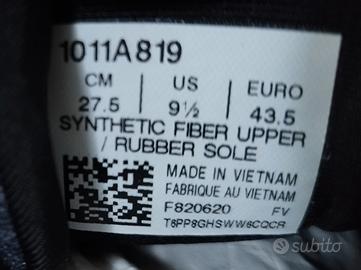 1011A819
CM US EURO
27.5 9½ 43.5
SYNTHETIC FIBER UPPER
/ RUBBER SOLE
MADE IN VIETNAM
FABRIQUE AU VIETNAM
F820620 FV
T6PP8GHSWW6CQCR
subito